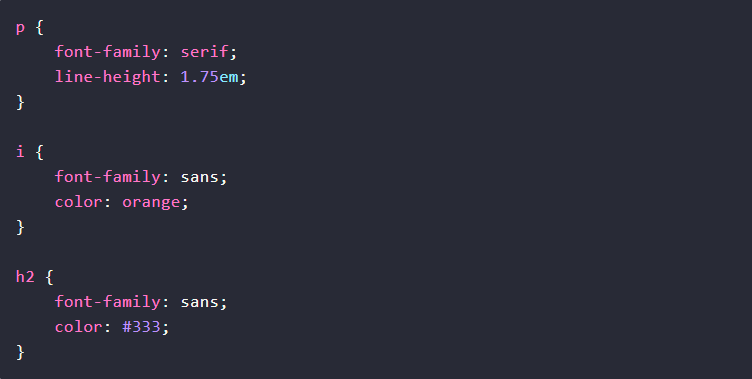 p {
    font-family: serif;
    line-height: 1.75em;
}

i {
    font-family: sans;
    color: orange;
}

h2 {
    font-family: sans;
    color: #333;
}